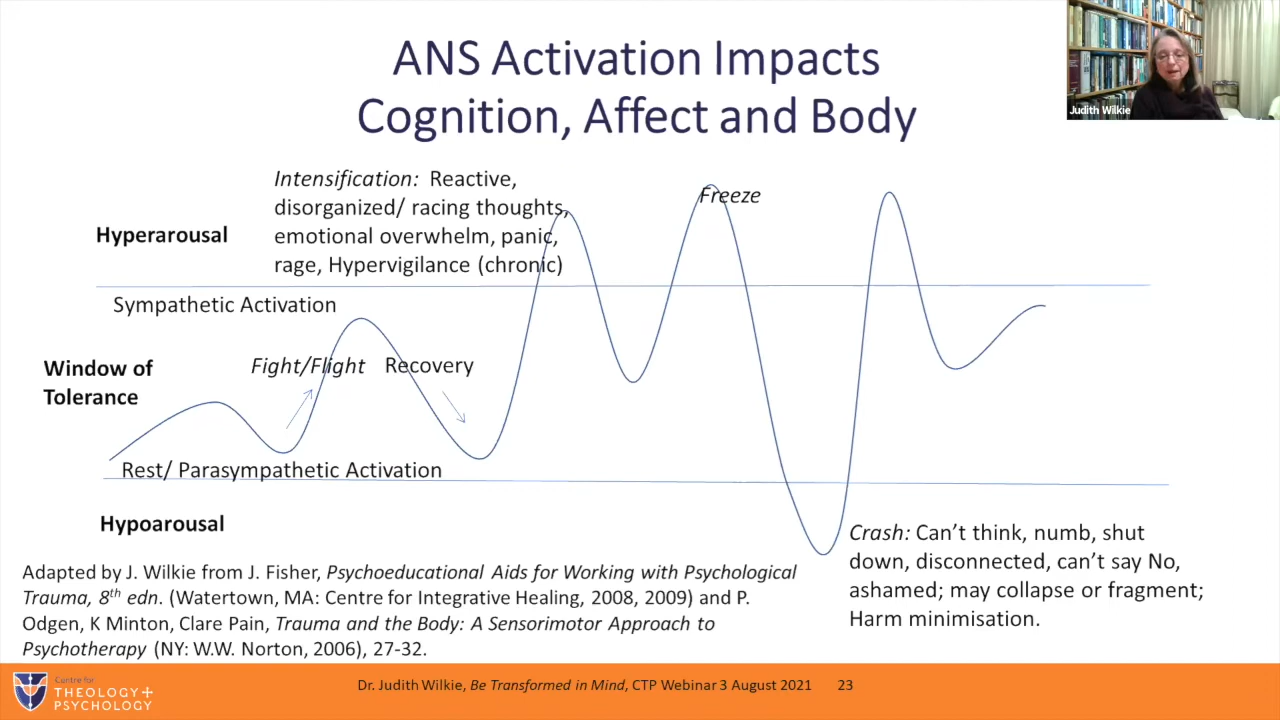 ANS Activation Impacts
Cognition, Affect and Body
Judith Wilkie
Intensification: Reactive,
disorganized/ racing thoughts,
emotional overwhelm, panic,
rage, Hypervigilance (chronic)
Freeze
Hyperarousal
Sympathetic Activation
Window of
Tolerance
Fight/Flight
Recovery
Rest/ Parasympathetic Activation
Hypoarousal
Crash: Can’t think, numb, shut
down, disconnected, can’t say No,
ashamed; may collapse or fragment;
Harm minimisation.
Adapted by J. Wilkie from J. Fisher, Psychoeducational Aids for Working with Psychological
Trauma, 8th edn. (Watertown, MA: Centre for Integrative Healing, 2008, 2009) and P.
Odgen, K Minton, Clare Pain, Trauma and the Body: A Sensorimotor Approach to
Psychotherapy (NY: W.W. Norton, 2006), 27-32.
Centre for
THEOLOGY+
PSYCHOLOGY
Dr. Judith Wilkie, Be Transformed in Mind, CTP Webinar 3 August 2021 23